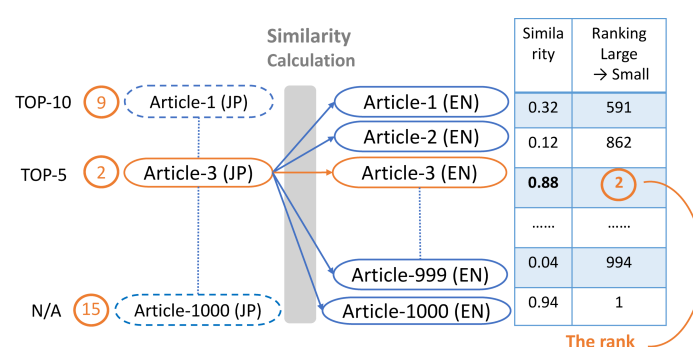 Similarity
Calculation
Simila
rity
Ranking
Large
→ Small
TOP-10
9
Article-1 (JP)
Article-1 (EN)
0.32
591
Article-2 (EN)
0.12
862
TOP-5
2
Article-3 (JP)
Article-3 (EN)
0.88
2
......
......
Article-999 (EN)
0.04
994
N/A
15
Article-1000 (JP)
Article-1000 (EN)
0.94
1
The rank